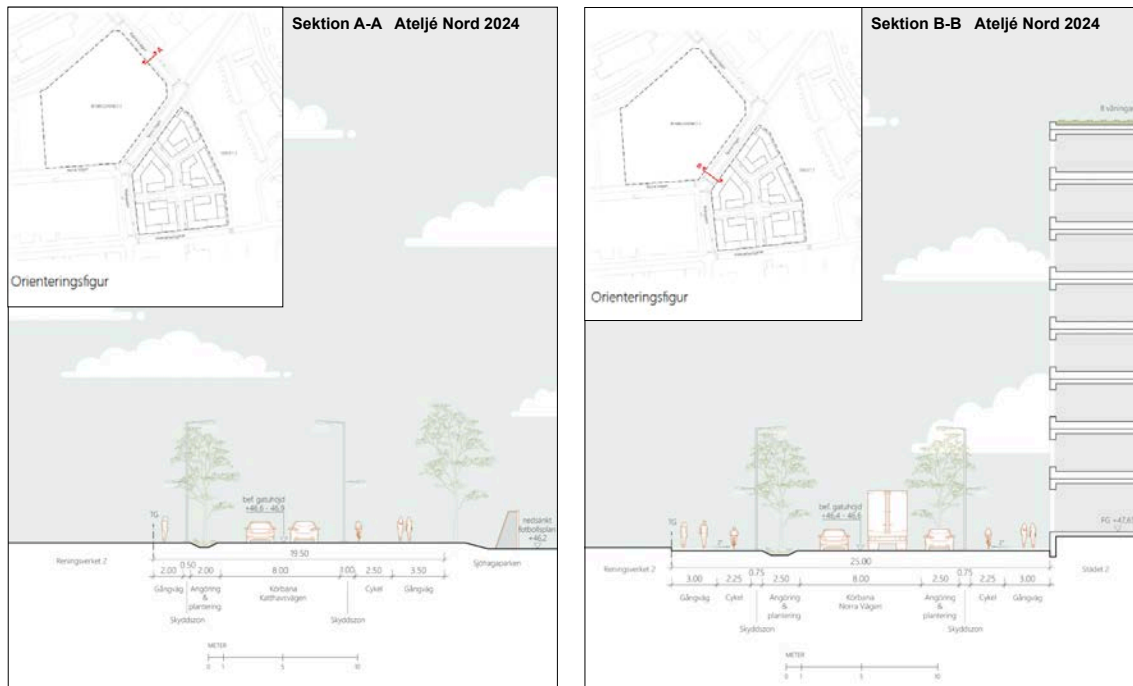 Sektion A-A Ateljé Nord 2024
Orienteringsfigur
TG
bef. gatuhöjd
+46,6 - 46,9
nedsänkt
fotbollsplan
+46,2
Reningsverket 2
19.50
Sjöhagaparken
2.00 0.50 2.00 8.00 1.00 2.50 3.50
Gångväg Angöring & plantering Körbana Katthavsvägen Cykel Gångväg
Skyddszon Skyddszon
METER
0 1 5 10
Sektion B-B Ateljé Nord 2024
8 våningar
Orienteringsfigur
TG
bef. gatuhöjd
+46,4 - 46,6
FG +47,65
Reningsverket 2
25.00
Städet 2
3.00 2.25 0.75 2.50 8.00 2.50 0.75 2.25 3.00
Gångväg Cykel Angöring & plantering Körbana Norra Vägen Angöring & plantering Cykel Gångväg
Skyddszon Skyddszon
METER
0 1 5 10